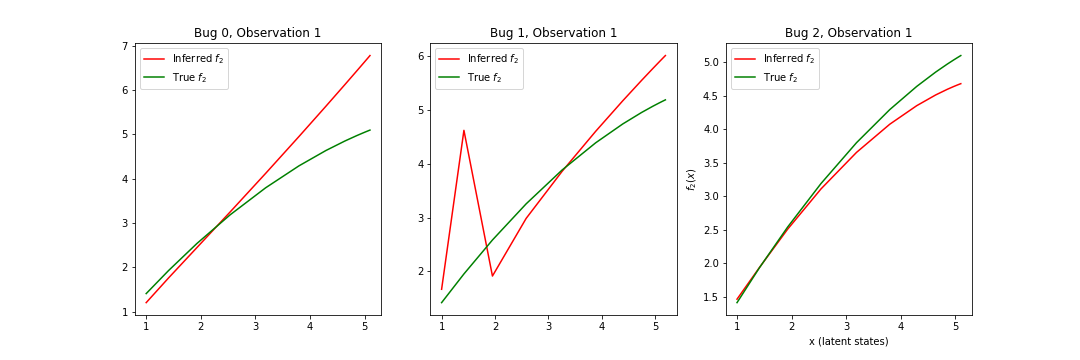 Bug 0, Observation 1
Inferred f₂
True f₂
7
6
5
4
3
2
1
1 2 3 4 5
Bug 1, Observation 1
Inferred f₂
True f₂
6
5
4
3
2
1 2 3 4 5
Bug 2, Observation 1
Inferred f₂
True f₂
f₂(x)
5.0
4.5
4.0
3.5
3.0
2.5
2.0
1.5
1 2 3 4 5
x (latent states)